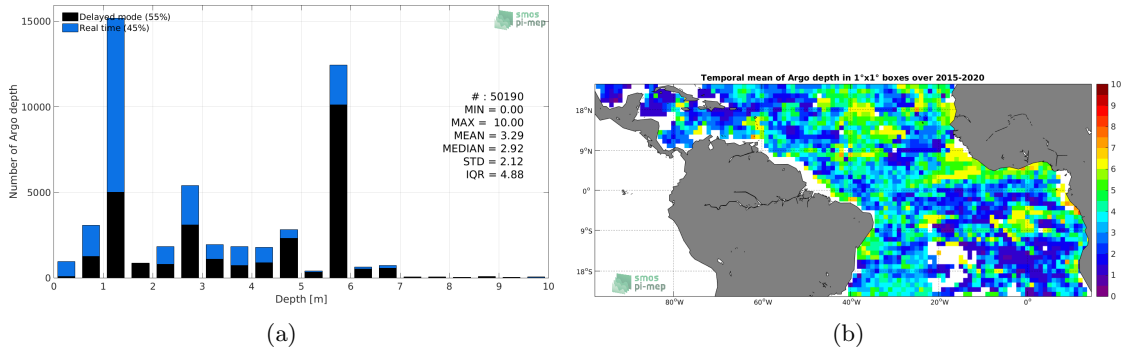 Delayed mode (55%)
Real time (45%)
smos
pi-mep
15000
10000
5000
0
Number of Argo depth
# : 50190
MIN = 0.00
MAX = 10.00
MEAN = 3.29
MEDIAN = 2.92
STD = 2.12
IQR = 4.88
0 1 2 3 4 5 6 7 8 9 10
Depth [m]
(a)
Temporal mean of Argo depth in 1°x1° boxes over 2015-2020
18°N
9°N
0°
9°S
18°S
80°W 60°W 40°W 20°W 0°
smos
pi-mep
10
9
8
7
6
5
4
3
2
1
0
(b)